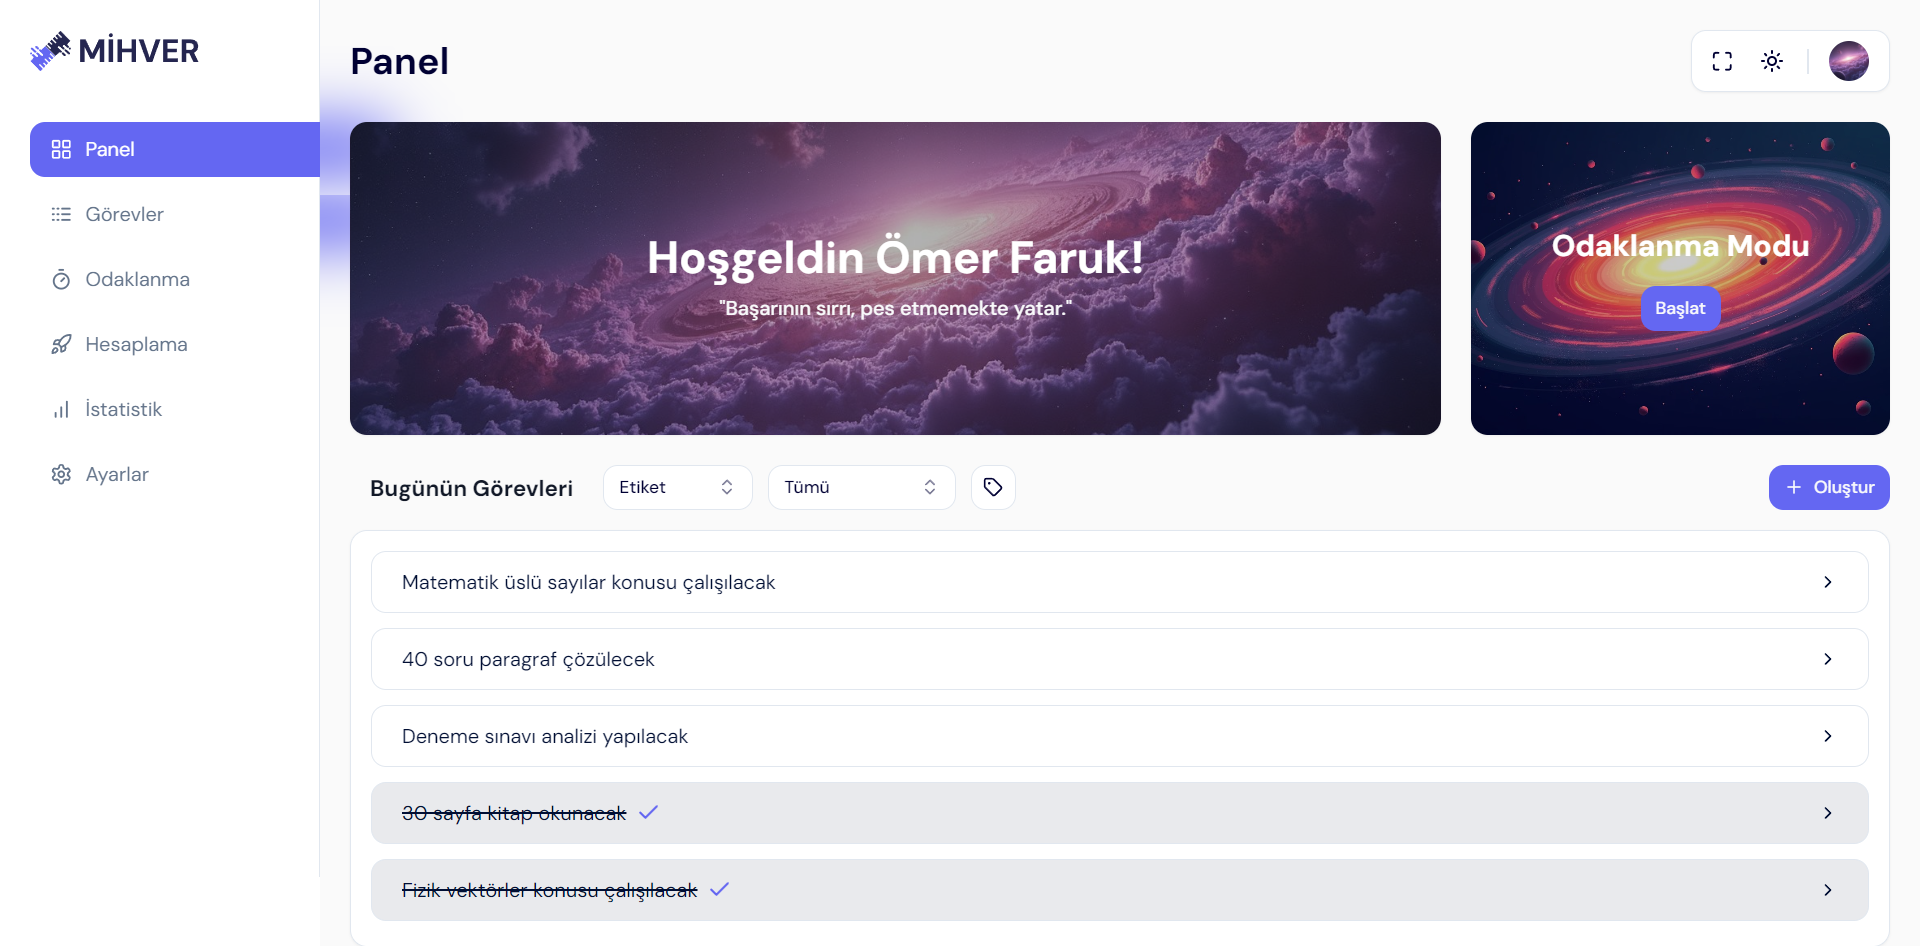 MİHVER
Panel
Görevler
Odaklanma
Hesaplama
İstatistik
Ayarlar
Panel
Hoşgeldin Ömer Faruk!
"Başarının sırrı, pes etmemekte yatar."
Odaklanma Modu
Başlat
Bugünün Görevleri
Etiket
Tümü
Oluştur
Matematik üslü sayılar konusu çalışılacak
40 soru paragraf çözülecek
Deneme sınavı analizi yapılacak
30 sayfa kitap okunacak
Fizik vektörler konusu çalışılacak